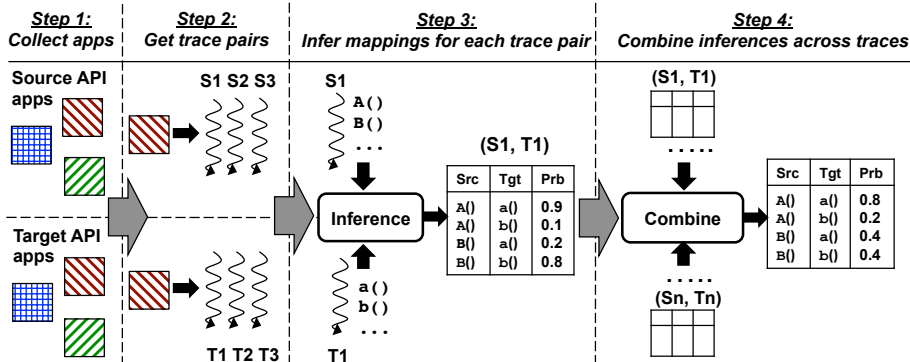 Step 1:
Collect apps
Step 2:
Get trace pairs
Step 3:
Infer mappings for each trace pair
Step 4:
Combine inferences across traces
Source API
apps
Target API
apps
S1 S2 S3
T1 T2 T3
S1
A()
B()
...
Inference
a()
b()
...
T1
(S1, T1)
Src Tgt Prb
A() a() 0.9
A() b() 0.1
B() a() 0.2
B() b() 0.8
(S1, T1)
.....
Combine
.....
(Sn, Tn)
Src Tgt Prb
A() a() 0.8
A() b() 0.2
B() a() 0.4
B() b() 0.4